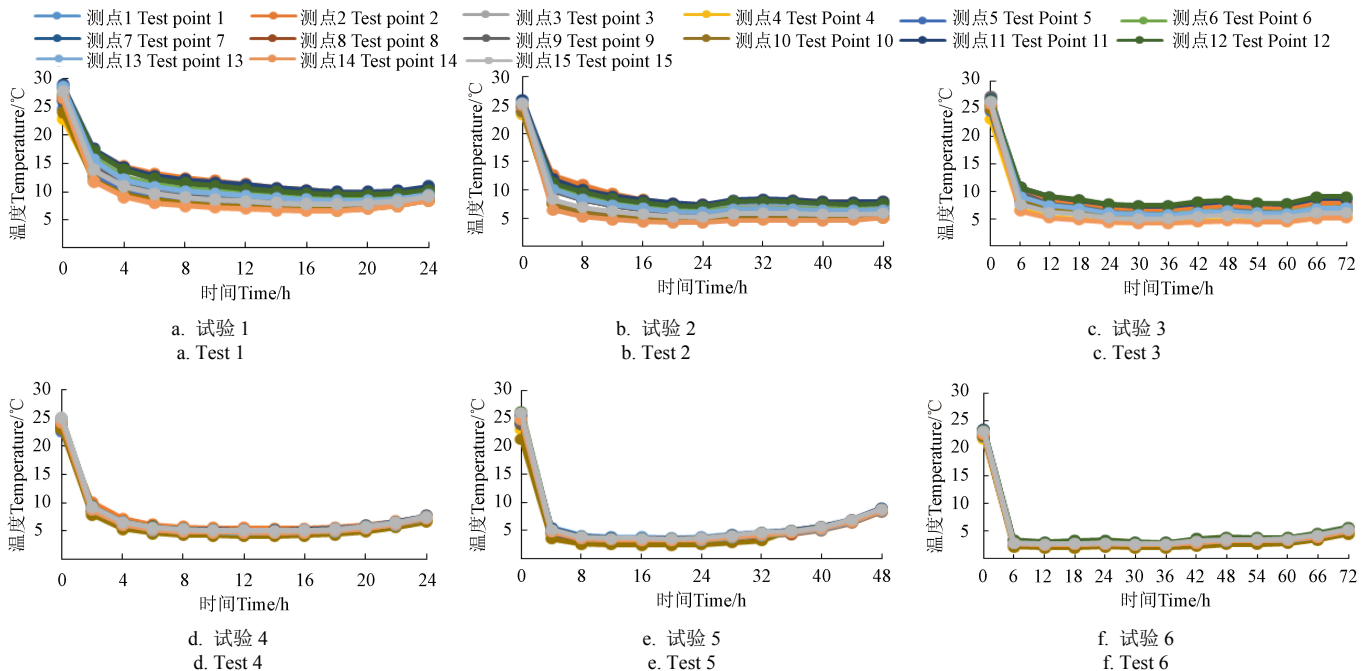 测点1 Test point 1 测点2 Test point 2 测点3 Test point 3 测点4 Test Point 4 测点5 Test Point 5 测点6 Test Point 6
测点7 Test point 7 测点8 Test point 8 测点9 Test point 9 测点10 Test Point 10 测点11 Test Point 11 测点12 Test Point 12
测点13 Test point 13 测点14 Test point 14 测点15 Test point 15
温度Temperature/℃
30
25
20
15
10
5
0 4 8 12 16 20 24
时间Time/h
a. 试验 1
a. Test 1
温度Temperature/℃
30
25
20
15
10
5
0 8 16 24 32 40 48
时间Time/h
b. 试验 2
b. Test 2
温度Temperature/℃
30
25
20
15
10
5
0 6 12 18 24 30 36 42 48 54 60 66 72
时间Time/h
c. 试验 3
c. Test 3
温度Temperature/℃
30
25
20
15
10
5
0 4 8 12 16 20 24
时间Time/h
d. 试验 4
d. Test 4
温度Temperature/℃
30
25
20
15
10
5
0 8 16 24 32 40 48
时间Time/h
e. 试验 5
e. Test 5
温度Temperature/℃
30
25
20
15
10
5
0 6 12 18 24 30 36 42 48 54 60 66 72
时间Time/h
f. 试验 6
f. Test 6